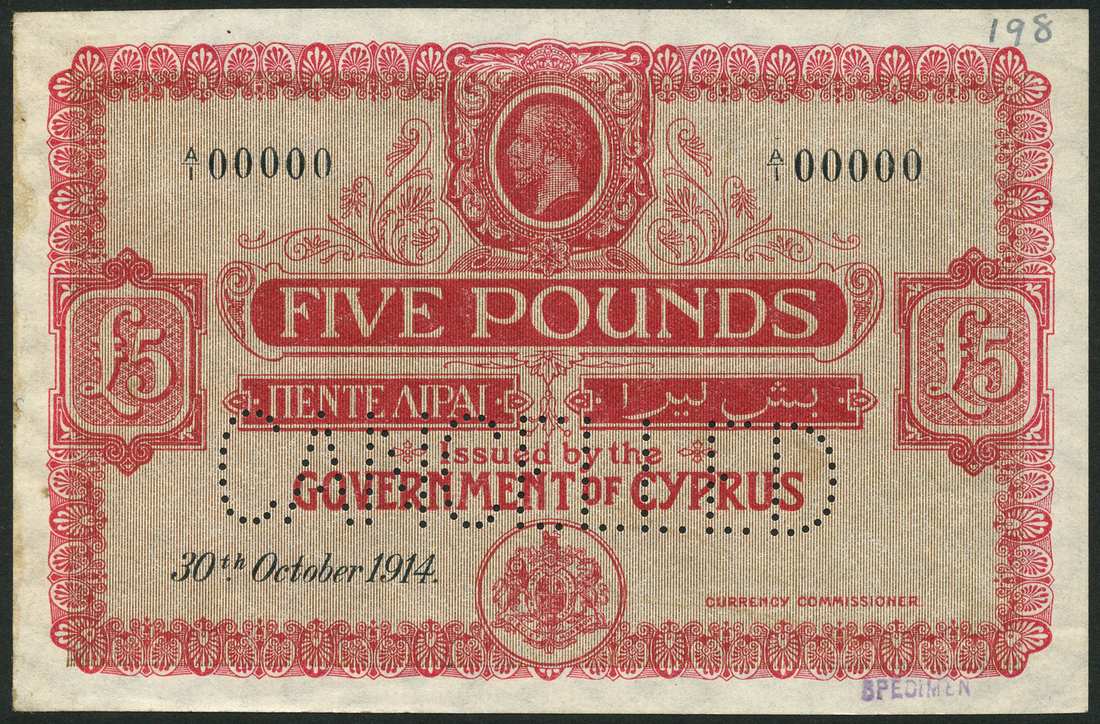 198
A/1 00000
A/1 00000
FIVE POUNDS
£5
£5
ΠΕΝΤΕ ΛΙΡΑΙ
بش ليرا
CANCELLED
Issued by the
GOVERNMENT OF CYPRUS
30th. October 1914.
CURRENCY COMMISSIONER.
SPECIMEN